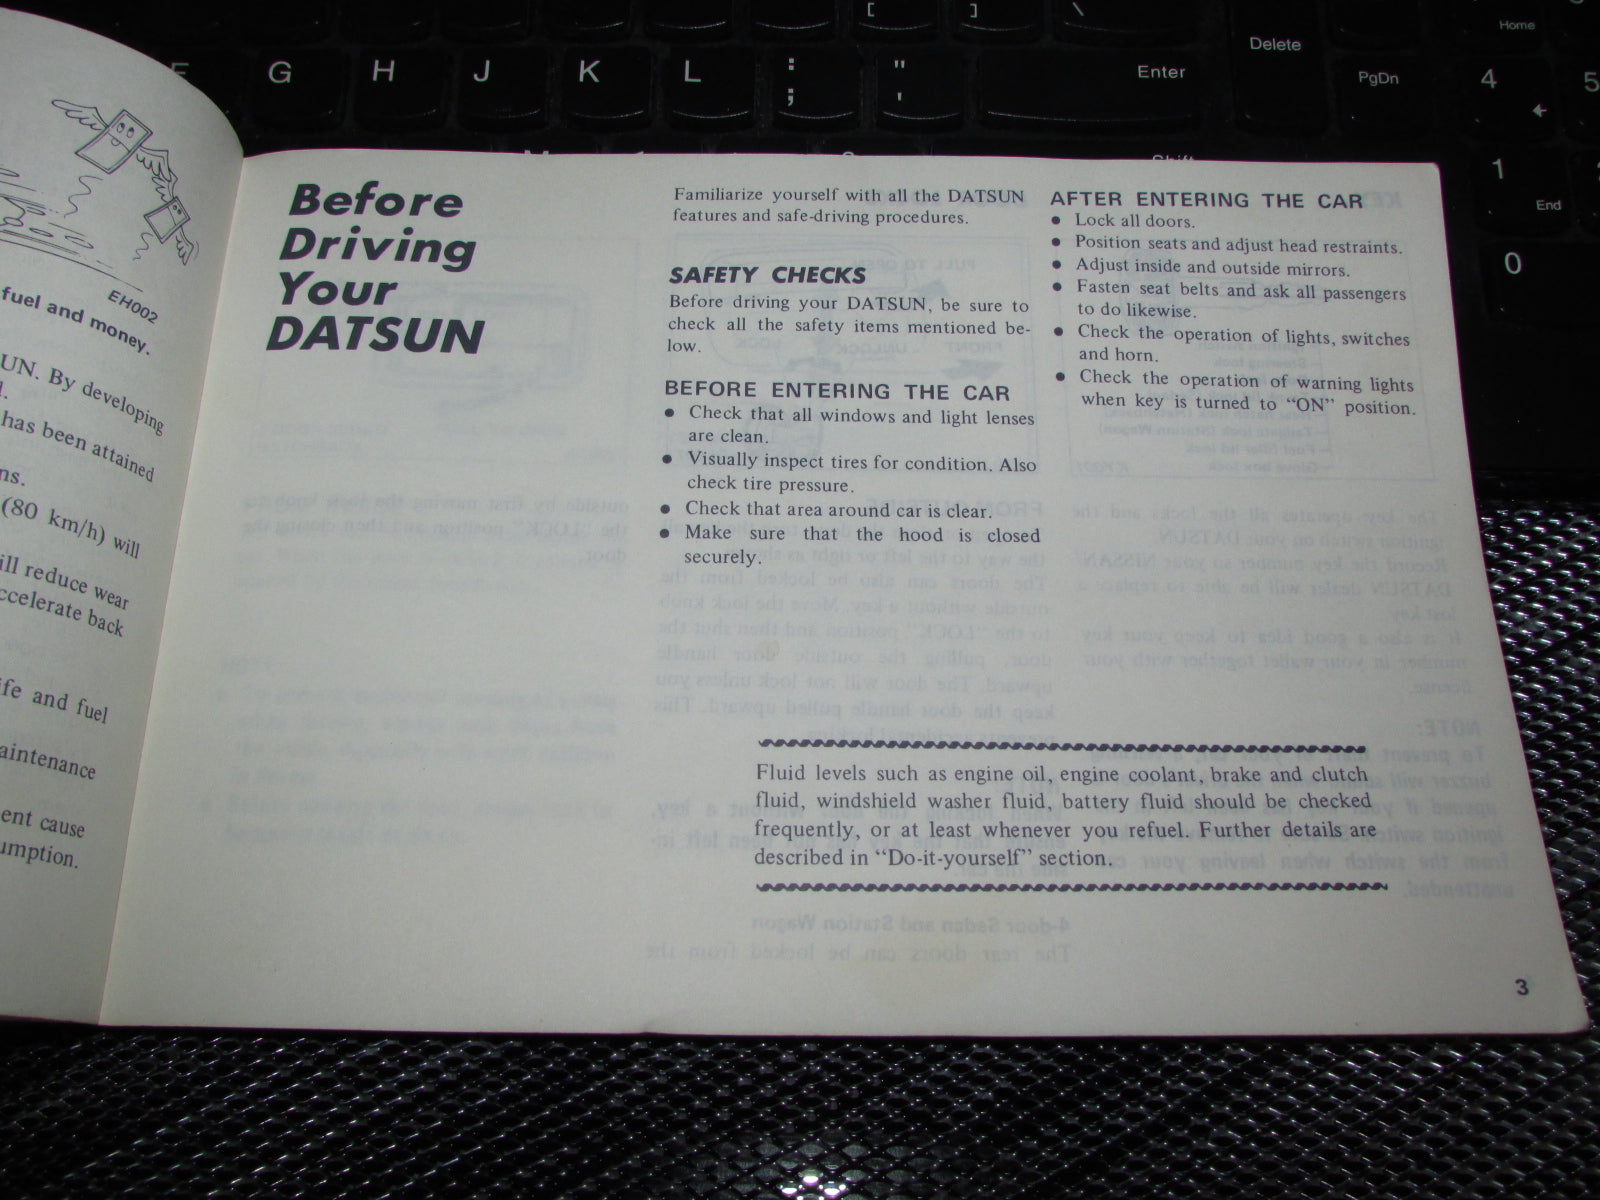 [
]
\
Home
G
H
J
K
L
:
;
"
'
Enter
Delete
PgDn
4
5
1
End
0
EH002
fuel and money.
UN. By developing
has been attained
ns.
(80 km/h) will
ill reduce wear
ccelerate back
ife and fuel
aintenance
ent cause
umption.
Before
Driving
Your
DATSUN
Familiarize yourself with all the DATSUN
features and safe-driving procedures.
SAFETY CHECKS
Before driving your DATSUN, be sure to
check all the safety items mentioned be-
low.
BEFORE ENTERING THE CAR
● Check that all windows and light lenses
are clean.
● Visually inspect tires for condition. Also
check tire pressure.
● Check that area around car is clear.
● Make sure that the hood is closed
securely.
AFTER ENTERING THE CAR
● Lock all doors.
● Position seats and adjust head restraints.
● Adjust inside and outside mirrors.
● Fasten seat belts and ask all passengers
to do likewise.
● Check the operation of lights, switches
and horn.
● Check the operation of warning lights
when key is turned to “ON” position.
Fluid levels such as engine oil, engine coolant, brake and clutch
fluid, windshield washer fluid, battery fluid should be checked
frequently, or at least whenever you refuel. Further details are
described in “Do-it-yourself” section.
3